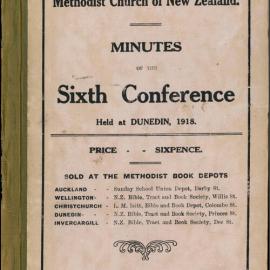 Methodist Church of New Zealand.
MINUTES
OF THE
Sixth Conference
Held at DUNEDIN, 1918.
PRICE - - SIXPENCE.
SOLD AT THE METHODIST BOOK DEPOTS
AUCKLAND - - Sunday School Union Depot, Darby St.
WELLINGTON- - N.Z. Bible, Tract and Book Society, Willis St.
CHRISTCHURCH - L. M. Isitt, Bible and Book Depot, Colombo St.
DUNEDIN- - - N.Z. Bible, Tract and Book Society, Princes St.
INVERCARGILL - N.Z. Bible, Tract and Book Society, Dee St.